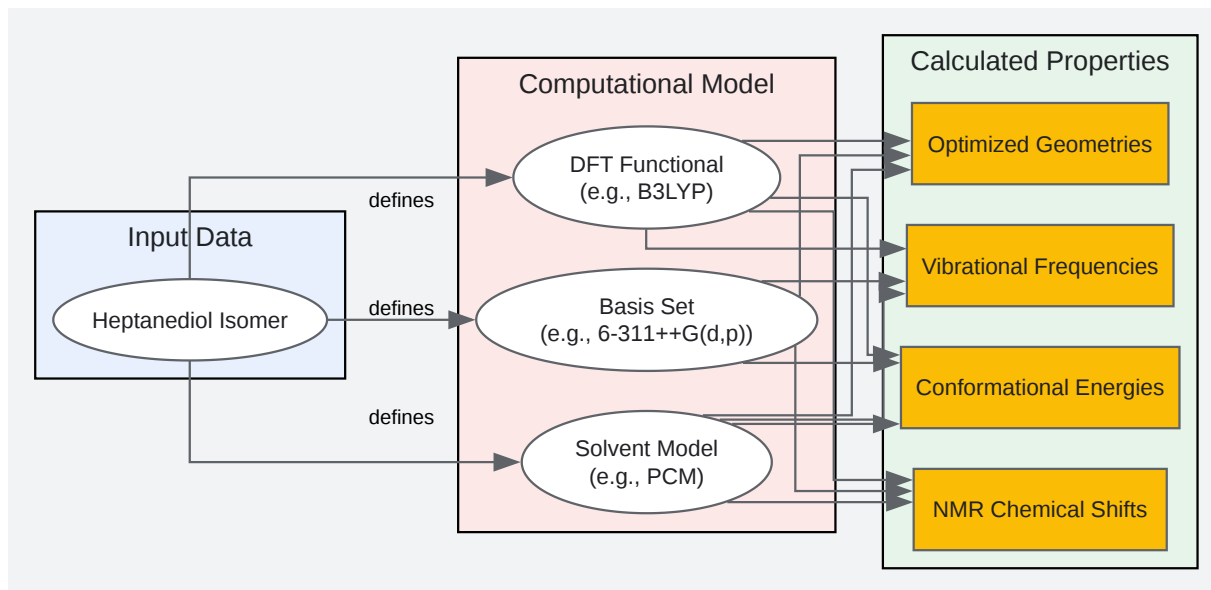 Input Data
Heptanediol Isomer
defines
defines
defines
Computational Model
DFT Functional
(e.g., B3LYP)
Basis Set
(e.g., 6-311++G(d,p))
Solvent Model
(e.g., PCM)
Calculated Properties
Optimized Geometries
Vibrational Frequencies
Conformational Energies
NMR Chemical Shifts